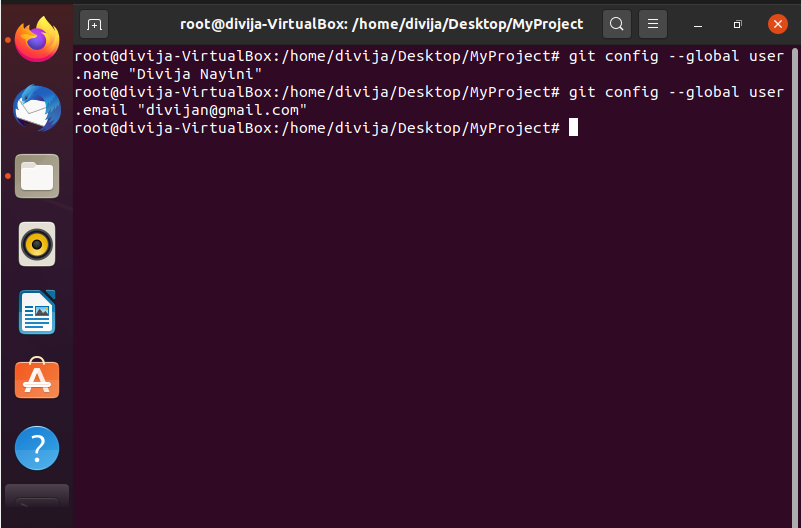 root@divija-VirtualBox: /home/divija/Desktop/MyProject
root@divija-VirtualBox:/home/divija/Desktop/MyProject# git config --global user
.name "Divija Nayini"
root@divija-VirtualBox:/home/divija/Desktop/MyProject# git config --global user
.email "divijan@gmail.com"
root@divija-VirtualBox:/home/divija/Desktop/MyProject#